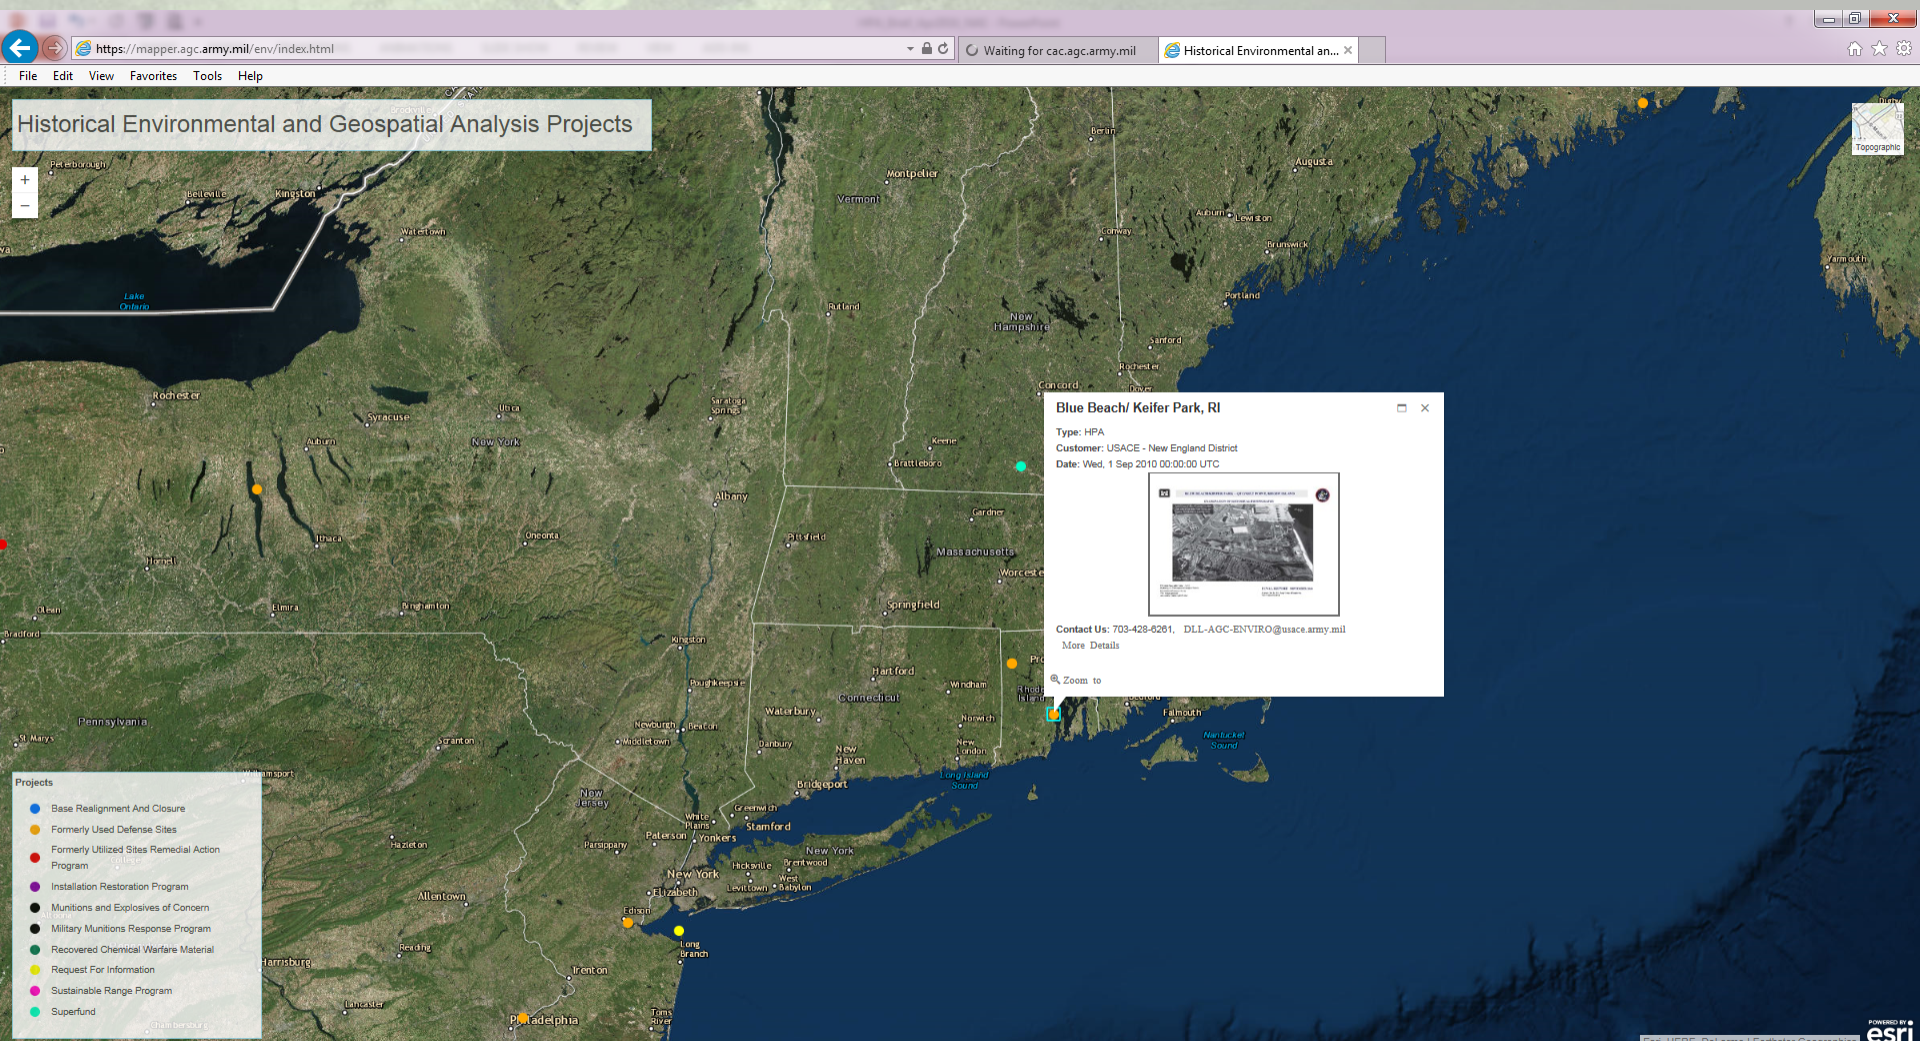 https://mapper.agc.army.mil/env/index.html
Waiting for cac.agc.army.mil
Historical Environmental an...
File Edit View Favorites Tools Help
Historical Environmental and Geospatial Analysis Projects
+
−
Topographic
Brockville
Peterborough
Belleville
Kingston
Watertown
Lake
Ontario
Berlin
Montpelier
Vermont
Augusta
Auburn
Lewiston
Conway
Brunswick
Yarmouth
Portland
Rutland
New
Hampshire
Sanford
Rochester
Concord
Dover
Rochester
Syracuse
Utica
Saratoga
Springs
Auburn
New York
Keene
Brattleboro
Albany
Gardner
Ithaca
Oneonta
Pittsfield
Massachusetts
Hornell
Worceste
Elmira
Binghamton
Springfield
Olean
Bradford
Kingston
Hartford
Windham
Pro
Rhod
Island
Poughkeepsie
Connecticut
Waterbury
Norwich
Newburgh
Beacon
Middletown
Danbury
New
London
New
Haven
Bridgeport
Long Island
Sound
Falmouth
Nantucket
Sound
Pennsylvania
St Marys
Scranton
Williamsport
New
Jersey
Greenwich
White
Plains
Stamford
Paterson
Yonkers
Parsippany
Hazleton
New York
Hicksville
Brentwood
West
Babylon
Levittown
New York
Elizabeth
Allentown
Edison
Long
Branch
Reading
Harrisburg
Trenton
Lancaster
Philadelphia
Toms
River
Chambersburg
Blue Beach/ Keifer Park, RI
Type: HPA
Customer: USACE - New England District
Date: Wed, 1 Sep 2010 00:00:00 UTC
Contact Us: 703-428-6261, DLL-AGC-ENVIRO@usace.army.mil
More Details
Zoom to
Projects
Base Realignment And Closure
Formerly Used Defense Sites
Formerly Utilized Sites Remedial Action
Program
Installation Restoration Program
Munitions and Explosives of Concern
Military Munitions Response Program
Recovered Chemical Warfare Material
Request For Information
Sustainable Range Program
Superfund
POWERED BY
esri